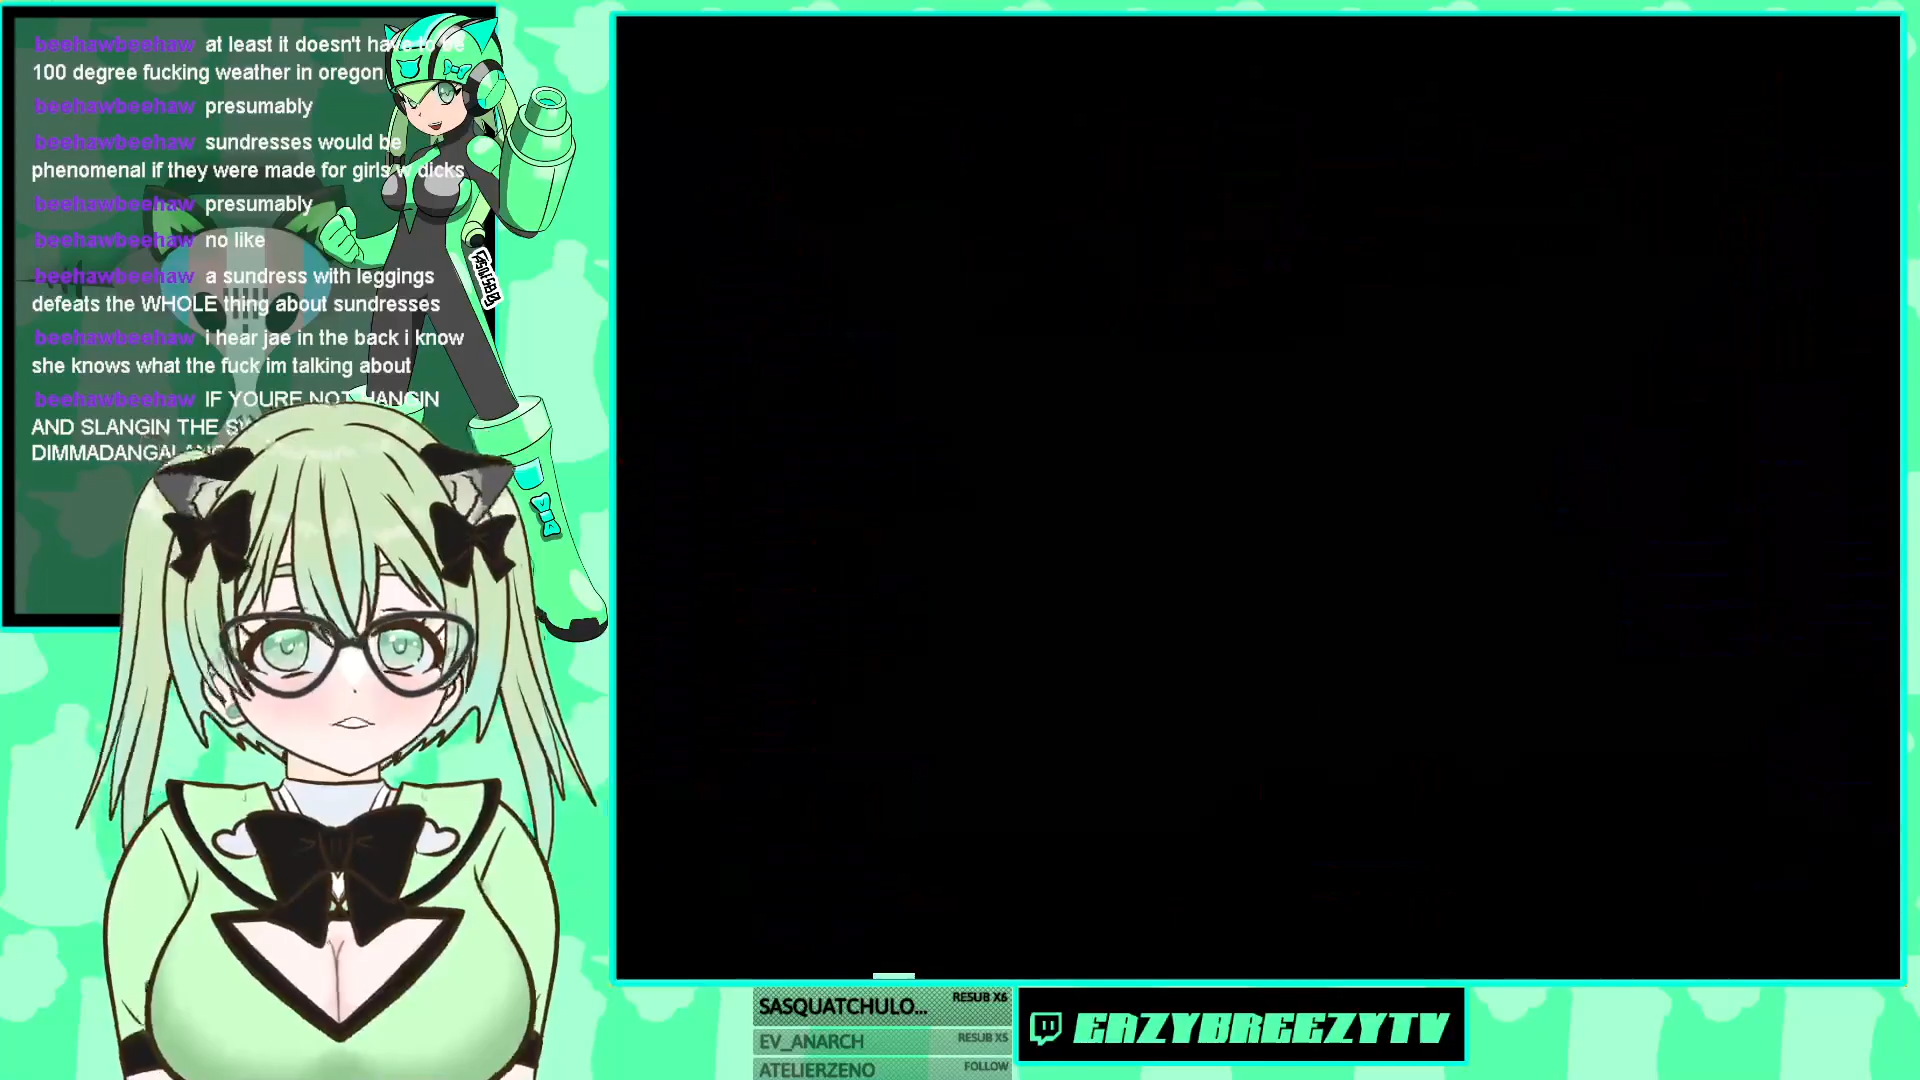 beehawbeehaw at least it doesn't have to be
100 degree fucking weather in oregon
beehawbeehaw presumably
beehawbeehaw sundresses would be
phenomenal if they were made for girls w dicks
beehawbeehaw presumably
beehawbeehaw no like
beehawbeehaw a sundress with leggings
defeats the WHOLE thing about sundresses
beehawbeehaw i hear jae in the back i know
she knows what the fuck im talking about
beehawbeehaw IF YOURE NOT HANGIN
AND SLANGIN THE
SASQUATCHULO... RESUB X6
EV_ANARCH RESUB X5
ATELIERZENO FOLLOW
EAZYBREEZYTV